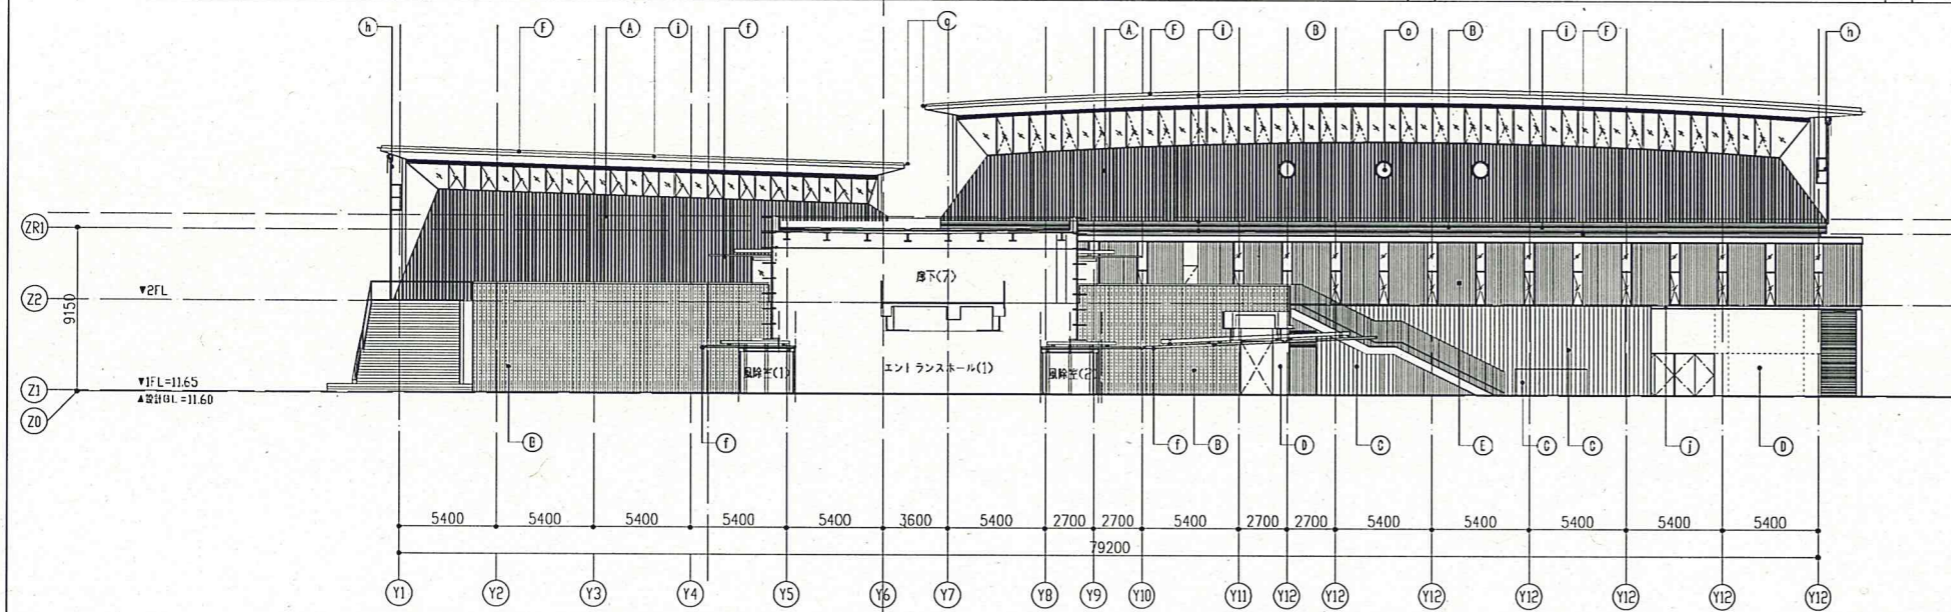 h F A i f g A F i B o B i F h
ZR1
9150
廊下(7)
▼2FL
Z2
▼1FL=11.65
▲設計GL=11.60
Z1
Z0
風除室(1)
エントランスホール(1)
風除室(2)
B f f B D C E G C j D
5400 5400 5400 5400 5400 3600 5400 2700 2700 5400 2700 2700 5400 5400 5400 5400 5400
79200
Y1 Y2 Y3 Y4 Y5 Y6 Y7 Y8 Y9 Y10 Y11 Y12 Y12 Y12 Y12 Y12 Y12 Y12